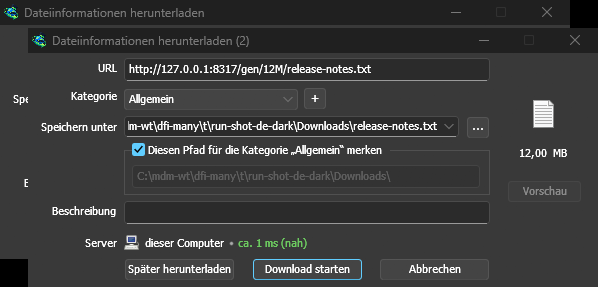 Dateiinformationen herunterladen
Dateiinformationen herunterladen (2)
URL http://127.0.0.1:8317/gen/12M/release-notes.txt
Spe
Kategorie Allgemein +
Speichern unter m-wt\dfi-many\t\run-shot-de-dark\Downloads\release-notes.txt ...
Diesen Pfad für die Kategorie „Allgemein“ merken
12,00 MB
C:\mdm-wt\dfi-many\t\run-shot-de-dark\Downloads\
Vorschau
B
Beschreibung
Server dieser Computer • ca. 1 ms (nah)
Später herunterladen Download starten Abbrechen